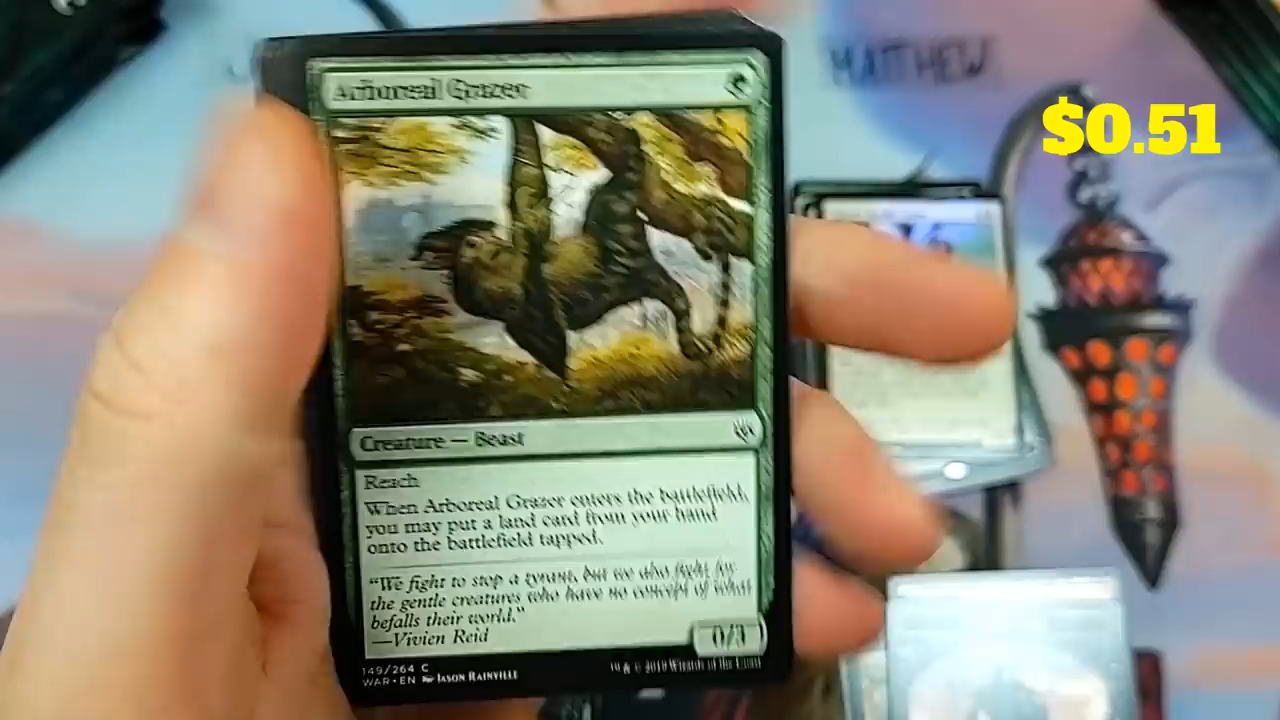 MATTHEW
$0.51
Arboreal Grazer
Creature — Beast
Reach
When Arboreal Grazer enters the battlefield,
you may put a land card from your hand
onto the battlefield tapped.
"We fight to stop a tyrant, but we also fight for
the gentle creatures who have no concept of what
befalls their world."
—Vivien Reid
0/3
149/264 C
WAR • EN Jason Rainville
™ & © 2019 Wizards of the Coast